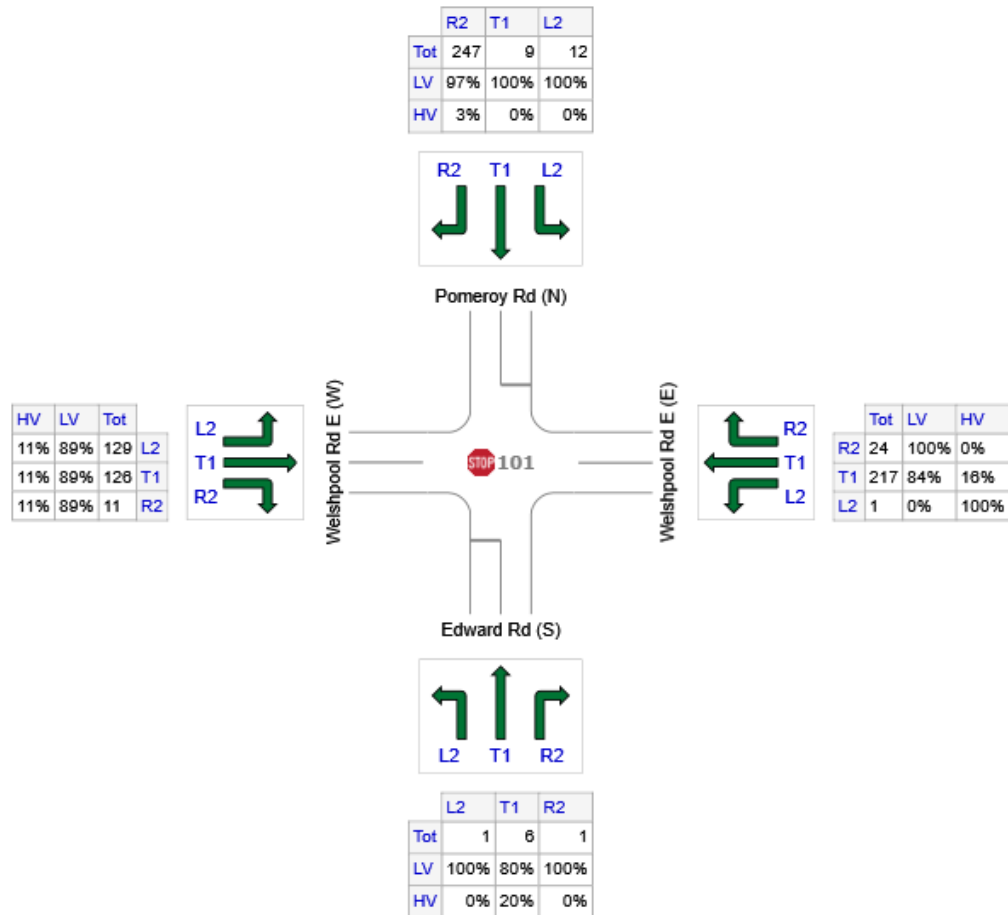 R2 T1 L2
Tot 247 9 12
LV 97% 100% 100%
HV 3% 0% 0%
R2 T1 L2
Pomeroy Rd (N)
Welshpool Rd E (W)
Welshpool Rd E (E)
HV LV Tot
11% 89% 129 L2
11% 89% 126 T1
11% 89% 11 R2
L2
T1
R2
STOP 101
R2
T1
L2
Tot LV HV
R2 24 100% 0%
T1 217 84% 16%
L2 1 0% 100%
Edward Rd (S)
L2 T1 R2
L2 T1 R2
Tot 1 6 1
LV 100% 80% 100%
HV 0% 20% 0%